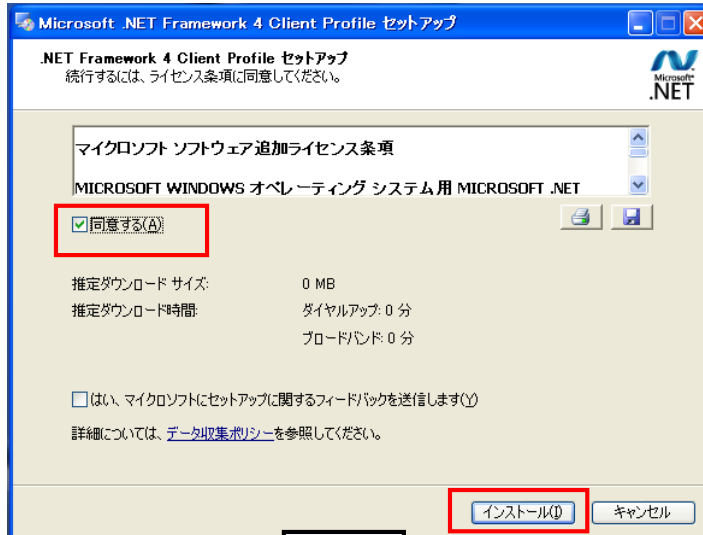 Microsoft .NET Framework 4 Client Profile セットアップ
.NET Framework 4 Client Profile セットアップ
続行するには、ライセンス条項に同意してください。
Microsoft
.NET
マイクロソフト ソフトウェア追加ライセンス条項
MICROSOFT WINDOWS オペレーティング システム用 MICROSOFT .NET
同意する(A)
推定ダウンロード サイズ: 0 MB
推定ダウンロード時間: ダイヤルアップ: 0 分
ブロードバンド: 0 分
はい、マイクロソフトにセットアップに関するフィードバックを送信します(Y)
詳細については、データ収集ポリシーを参照してください。
インストール(I) キャンセル